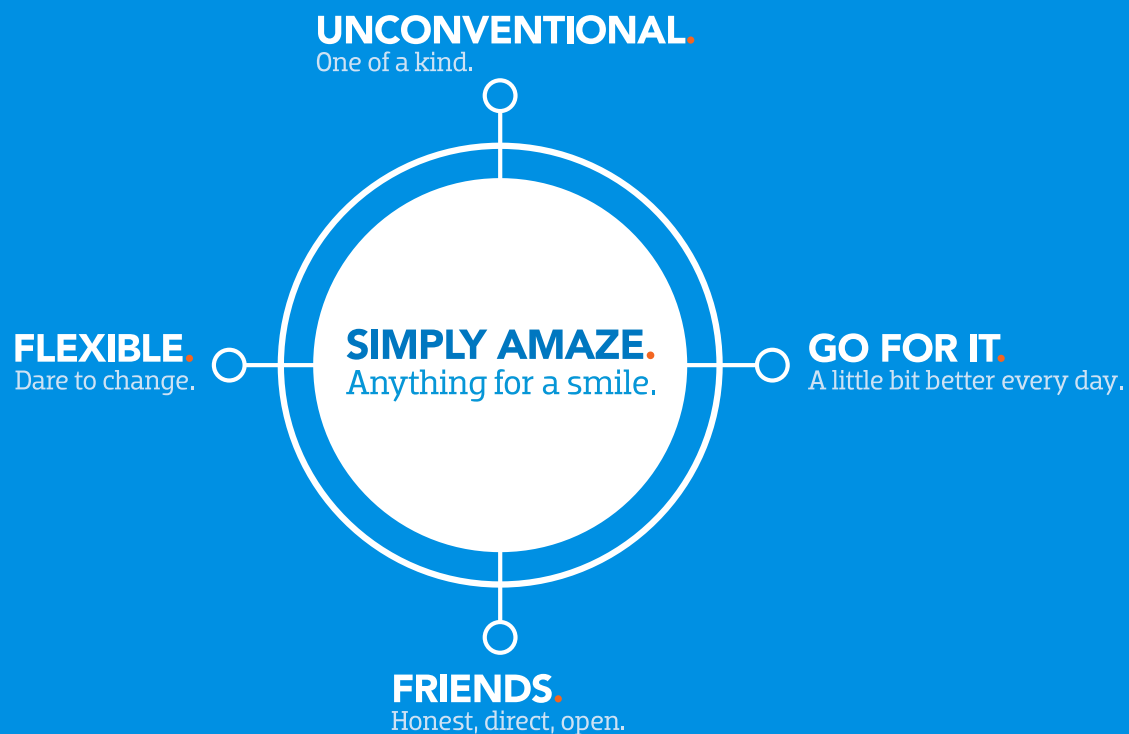 UNCONVENTIONAL.
One of a kind.
FLEXIBLE.
Dare to change.
SIMPLY AMAZE.
Anything for a smile.
GO FOR IT.
A little bit better every day.
FRIENDS.
Honest, direct, open.